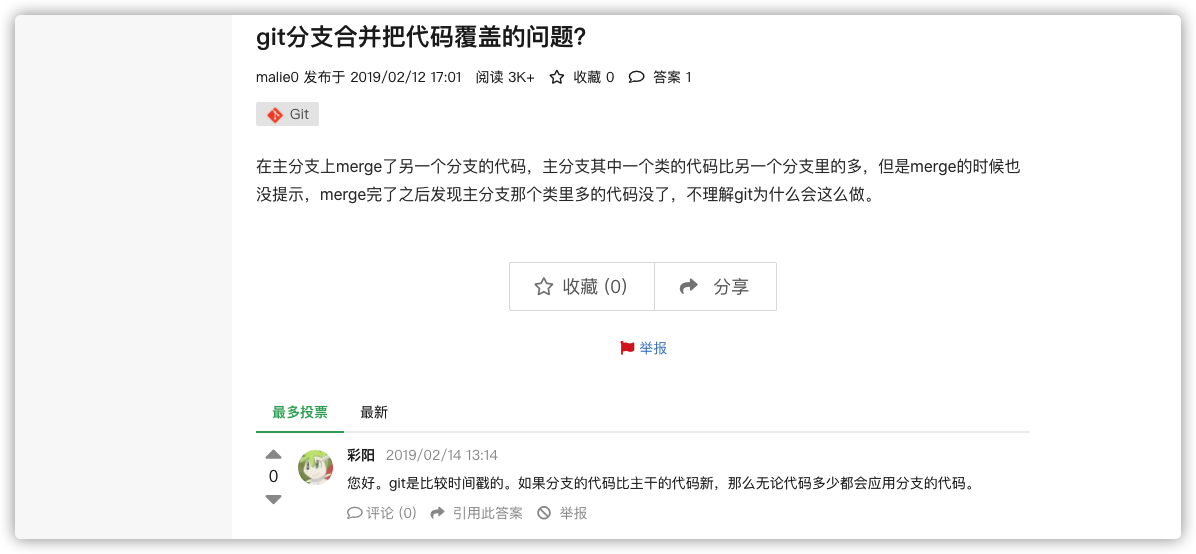 git分支合并把代码覆盖的问题?
malie0 发布于 2019/02/12 17:01 阅读 3K+ 收藏 0 答案 1
Git
在主分支上merge了另一个分支的代码，主分支其中一个类的代码比另一个分支里的多，但是merge的时候也
没提示，merge完了之后发现主分支那个类里多的代码没了，不理解git为什么会这么做。
收藏 (0) 分享
举报
最多投票 最新
彩阳 2019/02/14 13:14
0
您好。git是比较时间戳的。如果分支的代码比主干的代码新，那么无论代码多少都会应用分支的代码。
评论 (0) 引用此答案 举报